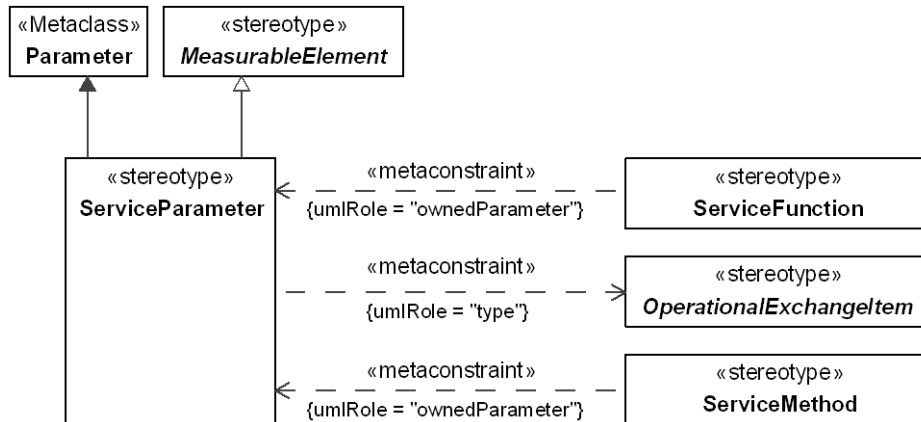 «Metaclass»
Parameter
«stereotype»
MeasurableElement
«stereotype»
ServiceParameter
«metaconstraint»
{umlRole = "ownedParameter"}
«stereotype»
ServiceFunction
«metaconstraint»
{umlRole = "type"}
«stereotype»
OperationalExchangeItem
«metaconstraint»
{umlRole = "ownedParameter"}
«stereotype»
ServiceMethod